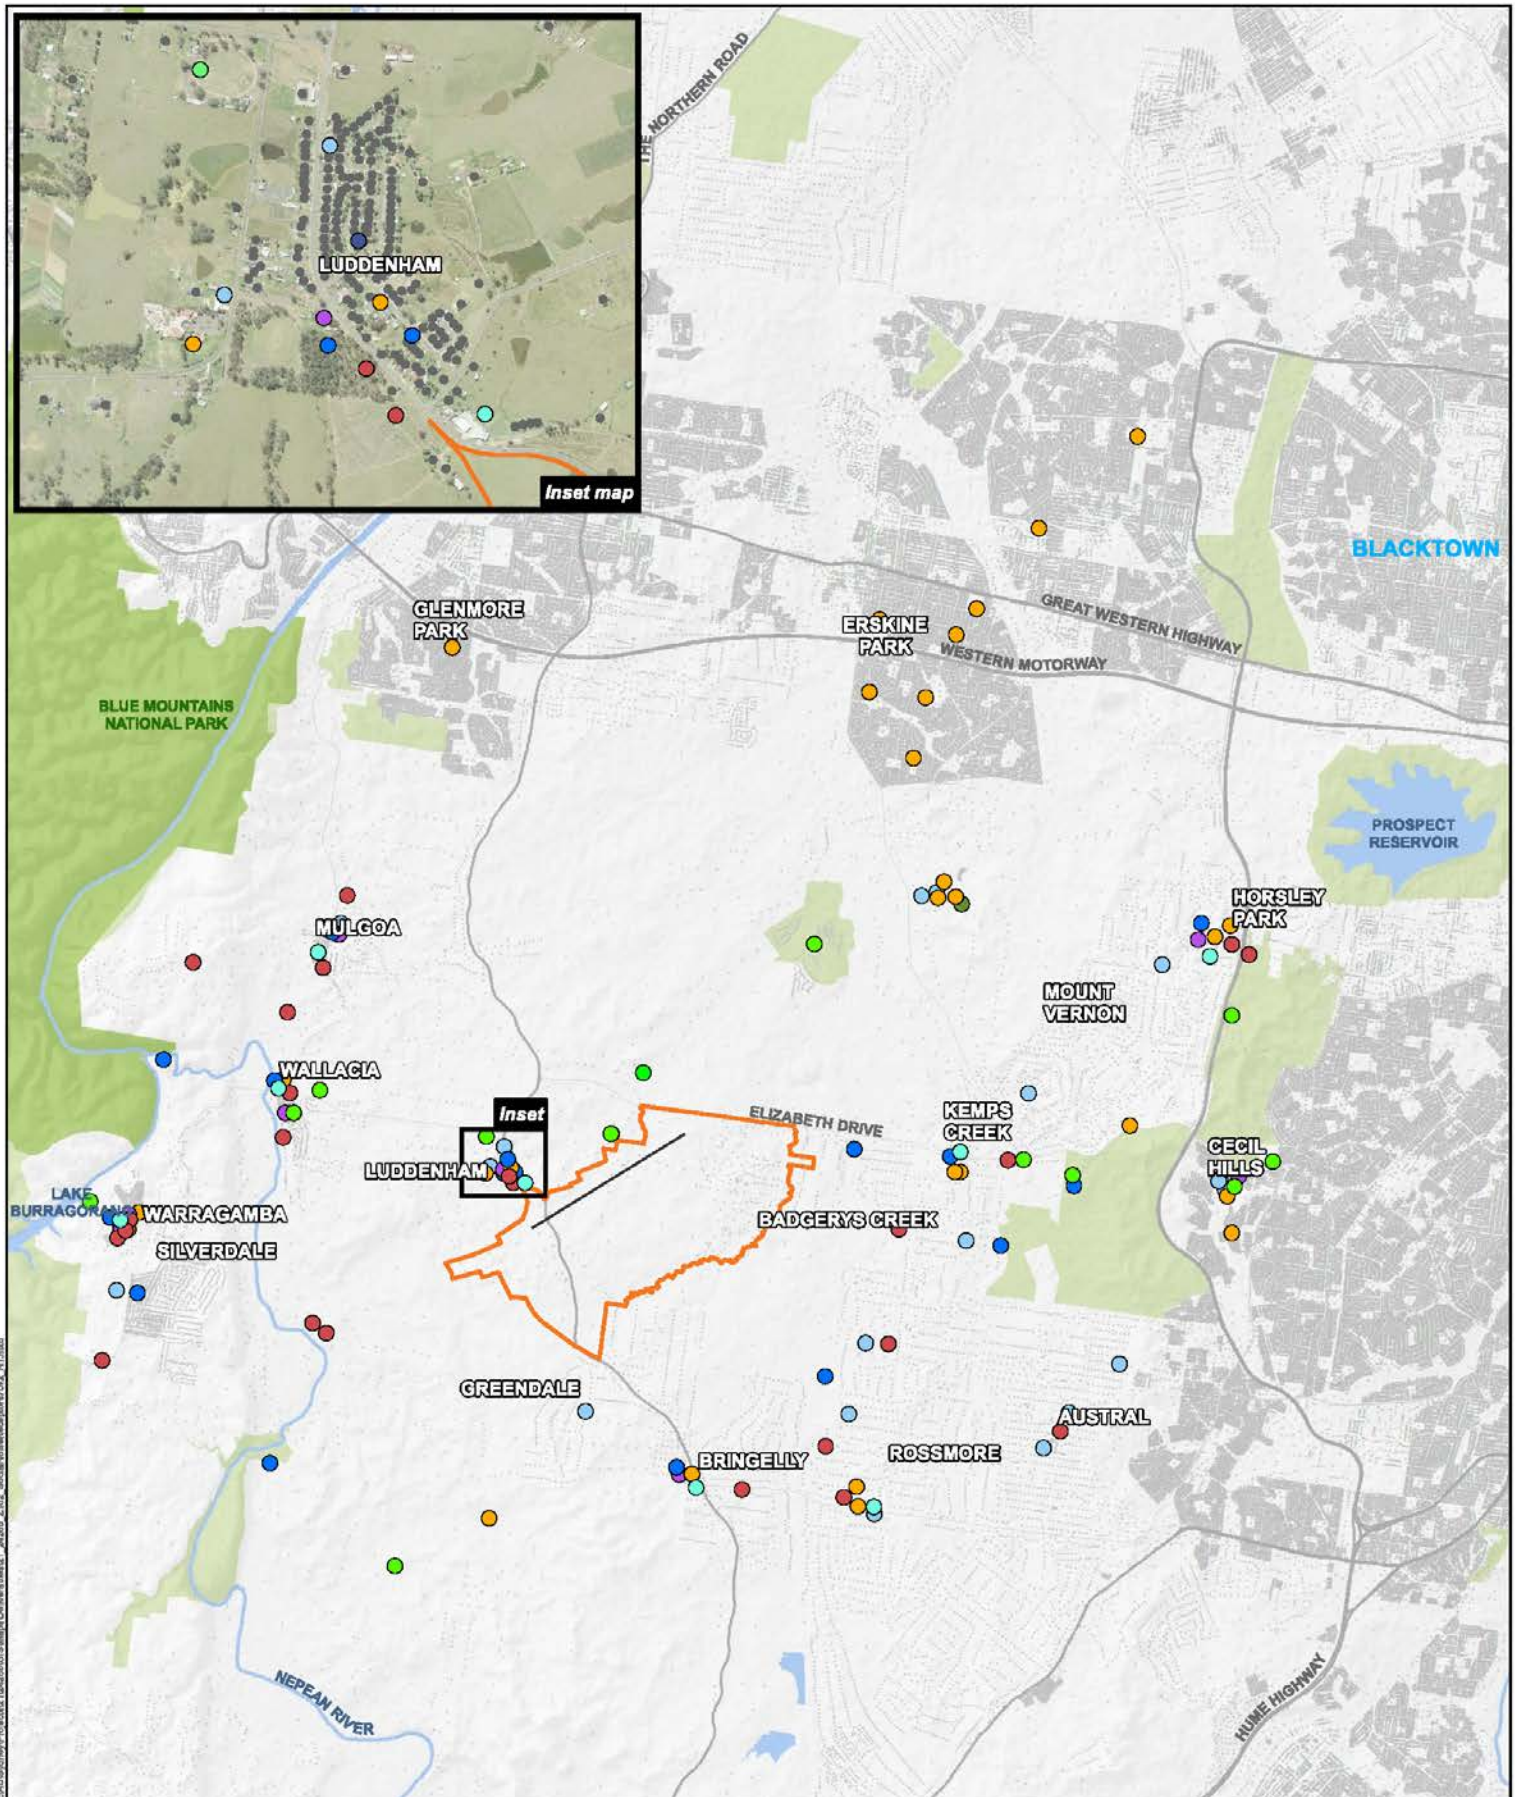 THE NORTHERN ROAD
LUDDENHAM
Inset map
BLACKTOWN
GLENMORE
PARK
GREAT WESTERN HIGHWAY
ERSKINE
PARK
WESTERN MOTORWAY
BLUE MOUNTAINS
NATIONAL PARK
PROSPECT
RESERVOIR
HORSLEY
PARK
MULGOA
MOUNT
VERNON
WALLACIA
Inset
ELIZABETH DRIVE
KEMPS
CREEK
CECIL
HILLS
LUDDENHAM
LAKE
BURRAGORANG
WARRAGAMBA
BADGERYS CREEK
SILVERDALE
GREENDALE
AUSTRAL
BRINGELLY
ROSSMORE
NEPEAN RIVER
HUME HIGHWAY